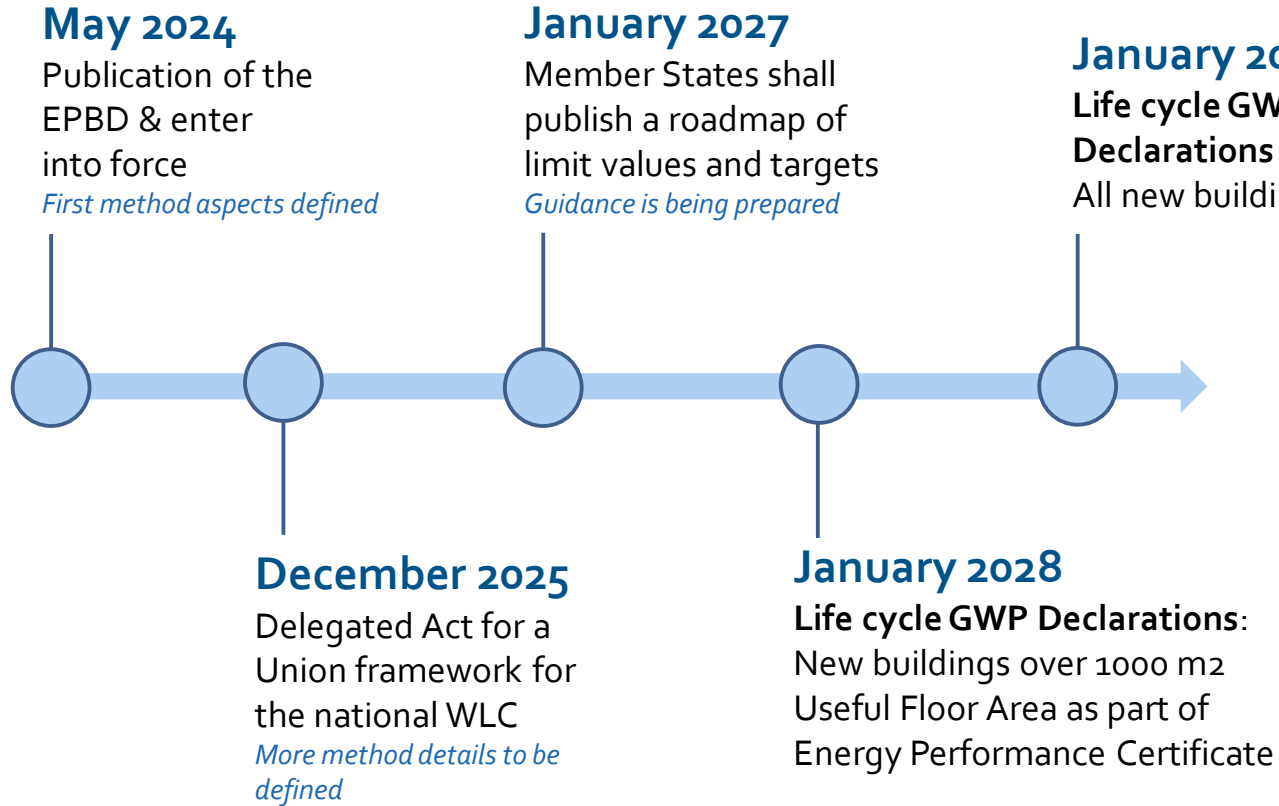 May 2024
Publication of the
EPBD & enter
into force
First method aspects defined
December 2025
Delegated Act for a
Union framework for
the national WLC
More method details to be
defined
January 2027
Member States shall
publish a roadmap of
limit values and targets
Guidance is being prepared
January 2028
Life cycle GWP Declarations:
New buildings over 1000 m2
Useful Floor Area as part of
Energy Performance Certificate
January
Life cycle
Declarations
All new